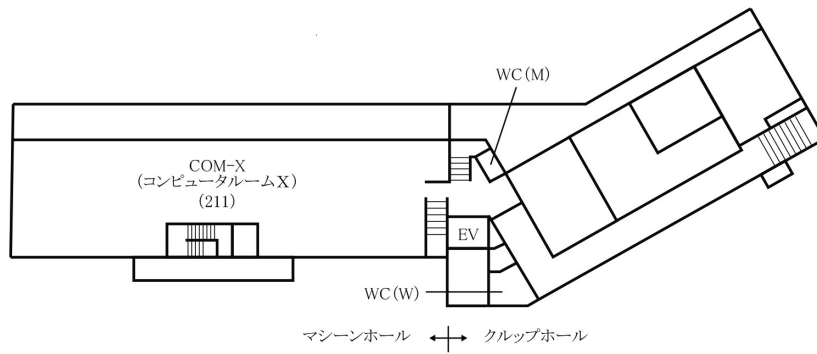 WC(M)
COM-X
(コンピュータルームX)
(211)
EV
WC(W)
マシーンホール
クルップホール